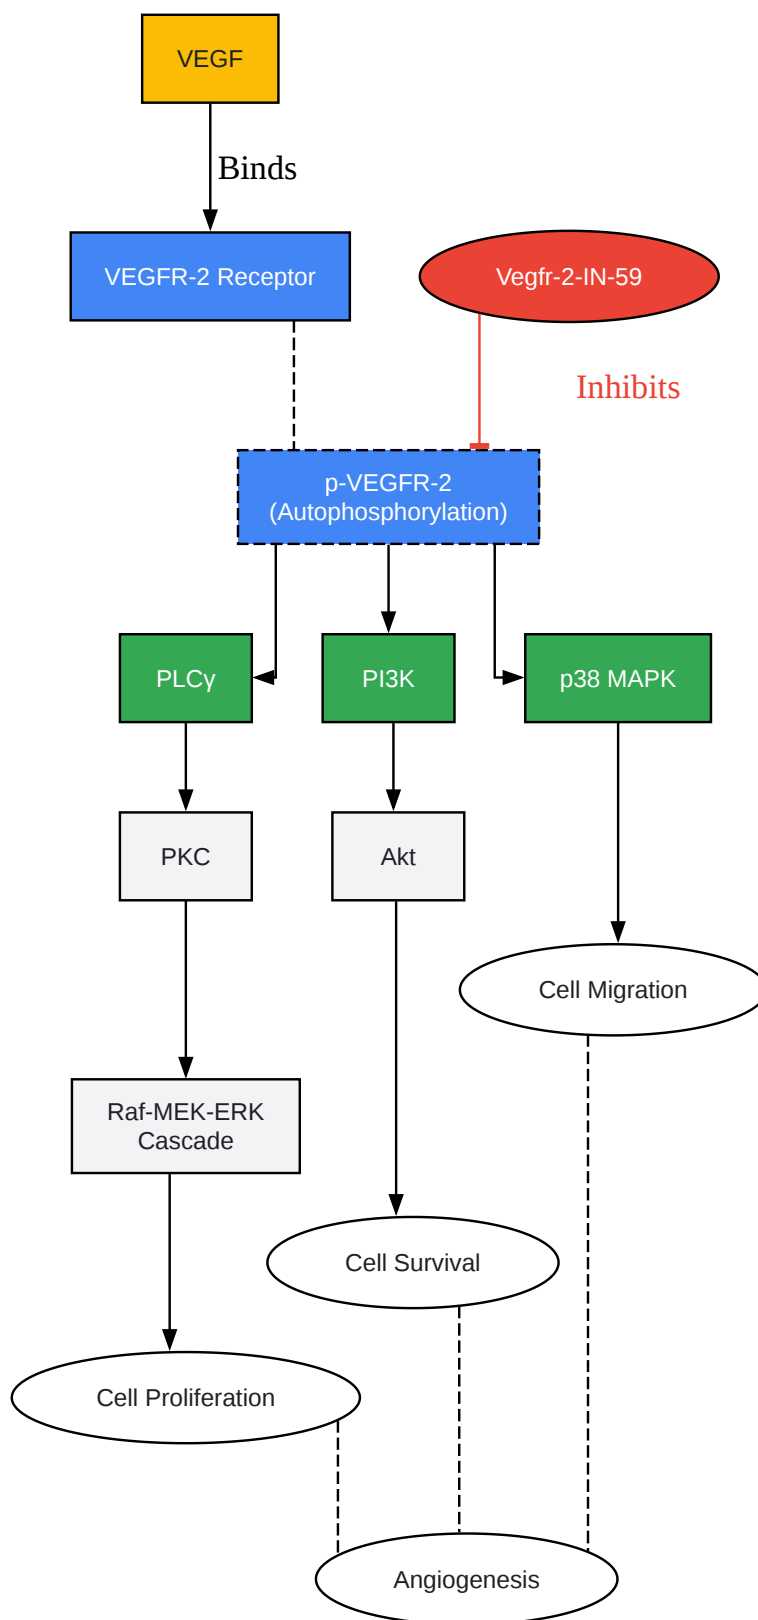 VEGF
Binds
VEGFR-2 Receptor
Vegfr-2-IN-59
Inhibits
p-VEGFR-2
(Autophosphorylation)
PLCγ
PI3K
p38 MAPK
PKC
Akt
Cell Migration
Raf-MEK-ERK
Cascade
Cell Survival
Cell Proliferation
Angiogenesis